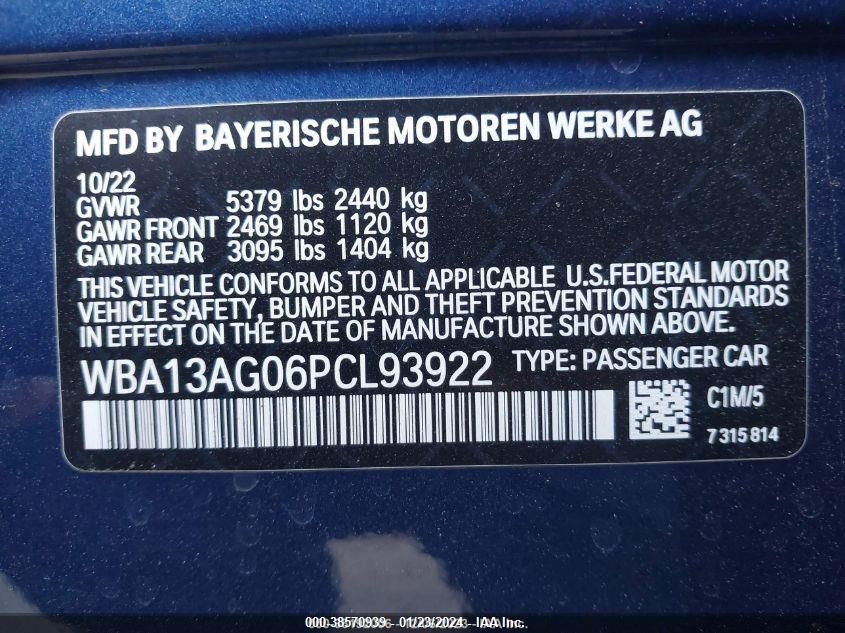 MFD BY BAYERISCHE MOTOREN WERKE AG
10/22
GVWR 5379 lbs 2440 kg
GAWR FRONT 2469 lbs 1120 kg
GAWR REAR 3095 lbs 1404 kg
THIS VEHICLE CONFORMS TO ALL APPLICABLE U.S.FEDERAL MOTOR
VEHICLE SAFETY, BUMPER AND THEFT PREVENTION STANDARDS
IN EFFECT ON THE DATE OF MANUFACTURE SHOWN ABOVE.
WBA13AG06PCL93922 TYPE: PASSENGER CAR
C1M/5
7315814
000-38570939 - 01/23/2024 - IAA Inc.